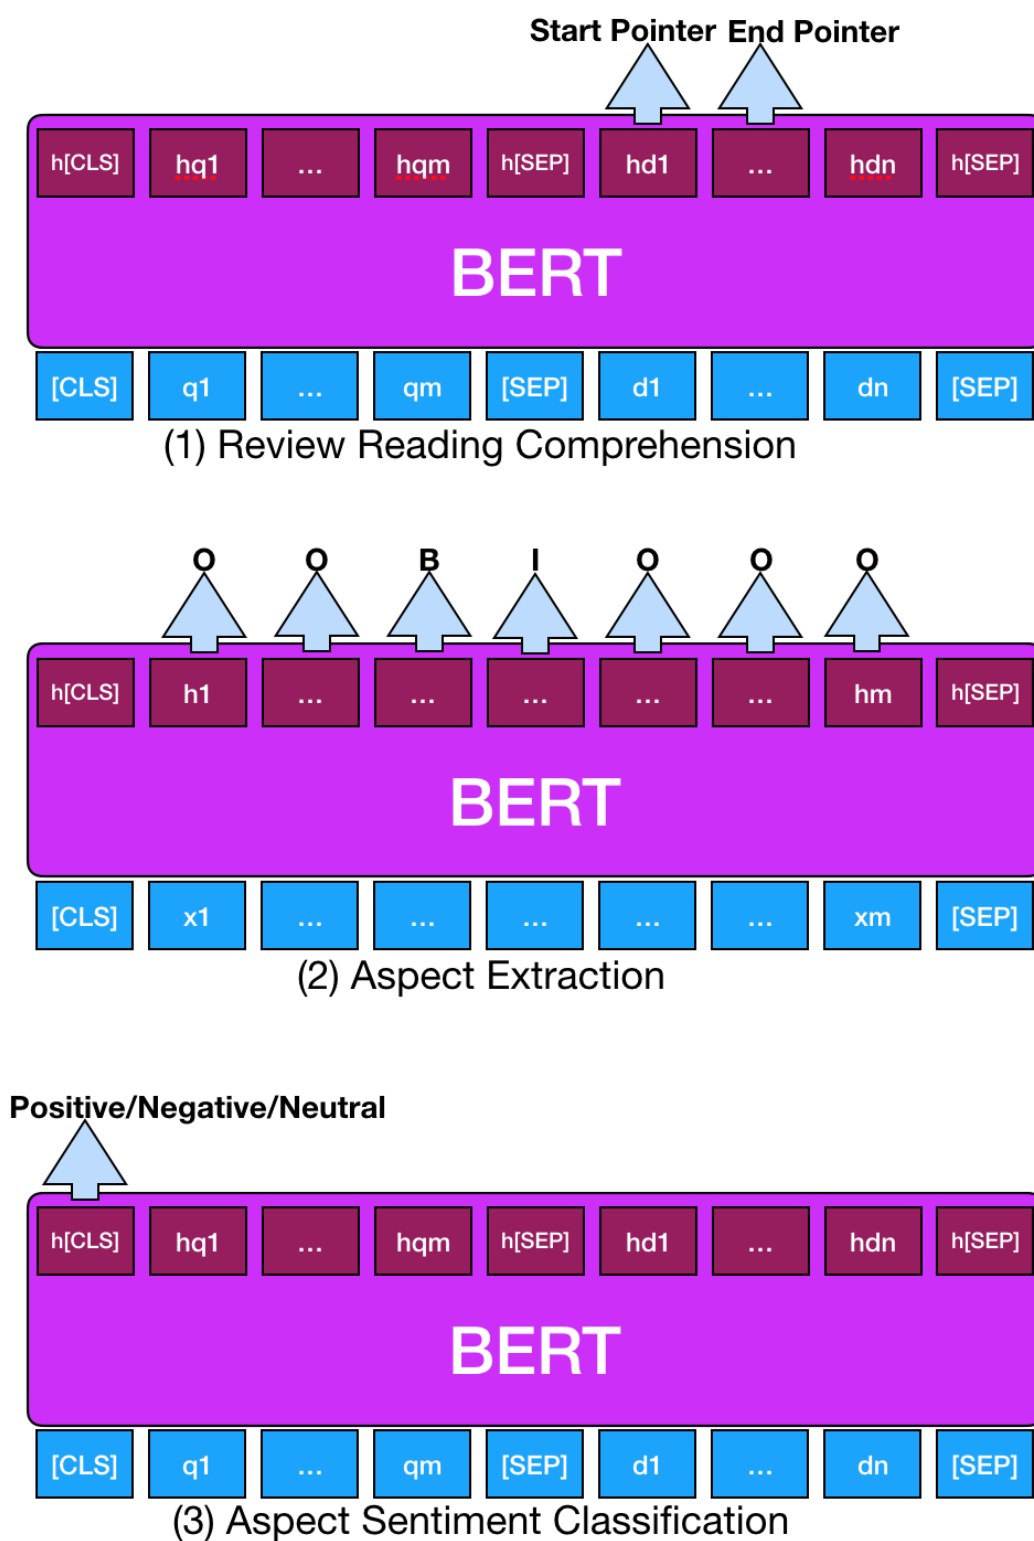 Start Pointer End Pointer
h[CLS] hq1 ... hqm h[SEP] hd1 ... hdn h[SEP]
BERT
[CLS] q1 ... qm [SEP] d1 ... dn [SEP]
(1) Review Reading Comprehension
O O B I O O O
h[CLS] h1 ... ... ... ... ... hm h[SEP]
BERT
[CLS] x1 ... ... ... ... ... xm [SEP]
(2) Aspect Extraction
Positive/Negative/Neutral
h[CLS] hq1 ... hqm h[SEP] hd1 ... hdn h[SEP]
BERT
[CLS] q1 ... qm [SEP] d1 ... dn [SEP]
(3) Aspect Sentiment Classification